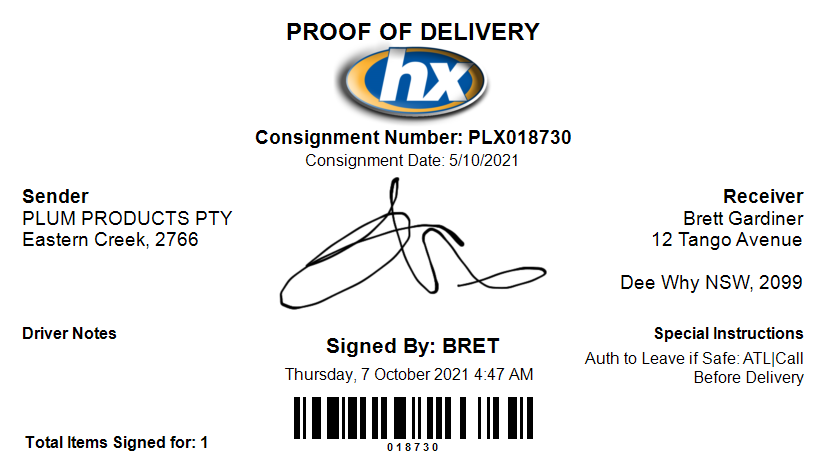 PROOF OF DELIVERY
hx
Consignment Number: PLX018730
Consignment Date: 5/10/2021
Sender
PLUM PRODUCTS PTY
Eastern Creek, 2766
Receiver
Brett Gardiner
12 Tango Avenue
Dee Why NSW, 2099
Driver Notes
Signed By: BRET
Thursday, 7 October 2021 4:47 AM
Special Instructions
Auth to Leave if Safe: ATL|Call
Before Delivery
018730
Total Items Signed for: 1